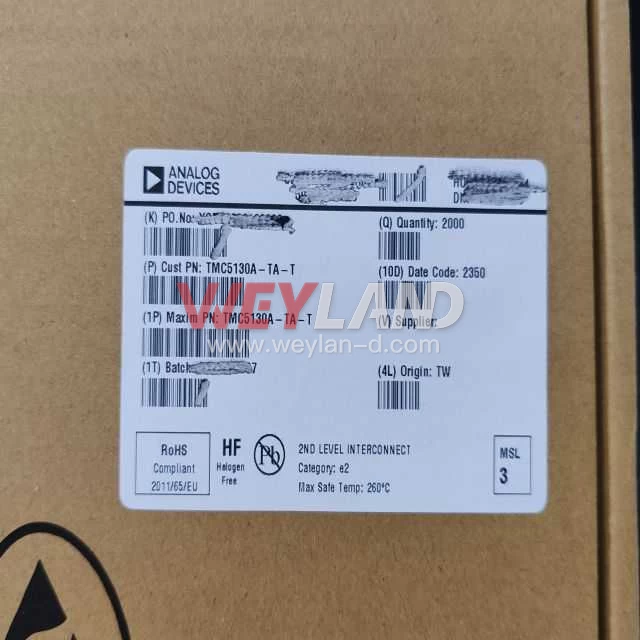 ANALOG
DEVICES
(K) PO.No:
(Q) Quantity: 2000
(P) Cust PN: TMC5130A-TA-T
(10D) Date Code: 2350
WEYLAND
(1P) Maxim PN: TMC5130A-TA-T
(V) Supplier:
www.weylan-d.com
(1T) Batch 7
(4L) Origin: TW
RoHS
Compliant
2011/65/EU
HF
Halogen
Free
Pb
2ND LEVEL INTERCONNECT
Category: e2
Max Safe Temp: 260°C
MSL
3